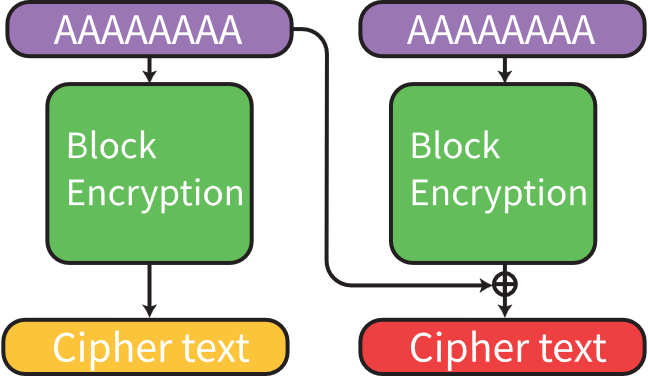 AAAAAAAA
AAAAAAAA
Block
Encryption
Block
Encryption
Cipher text
Cipher text